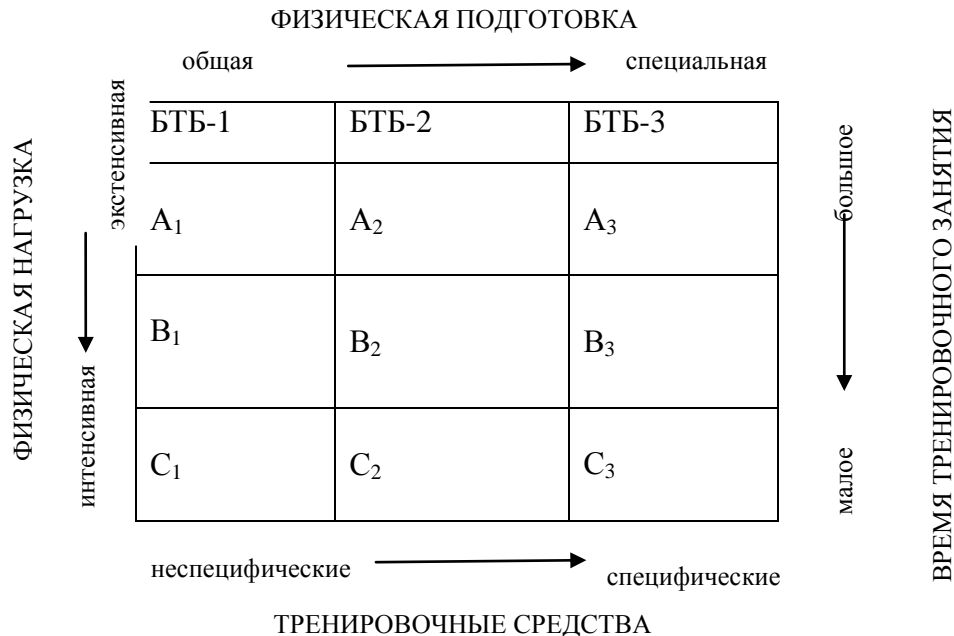 ФИЗИЧЕСКАЯ ПОДГОТОВКА
общая специальная
ФИЗИЧЕСКАЯ НАГРУЗКА
экстенсивная
интенсивная
БТБ-1 БТБ-2 БТБ-3
A₁ A₂ A₃
B₁ B₂ B₃
C₁ C₂ C₃
большое
малое
ВРЕМЯ ТРЕНИРОВОЧНОГО ЗАНЯТИЯ
неспецифические специфические
ТРЕНИРОВОЧНЫЕ СРЕДСТВА